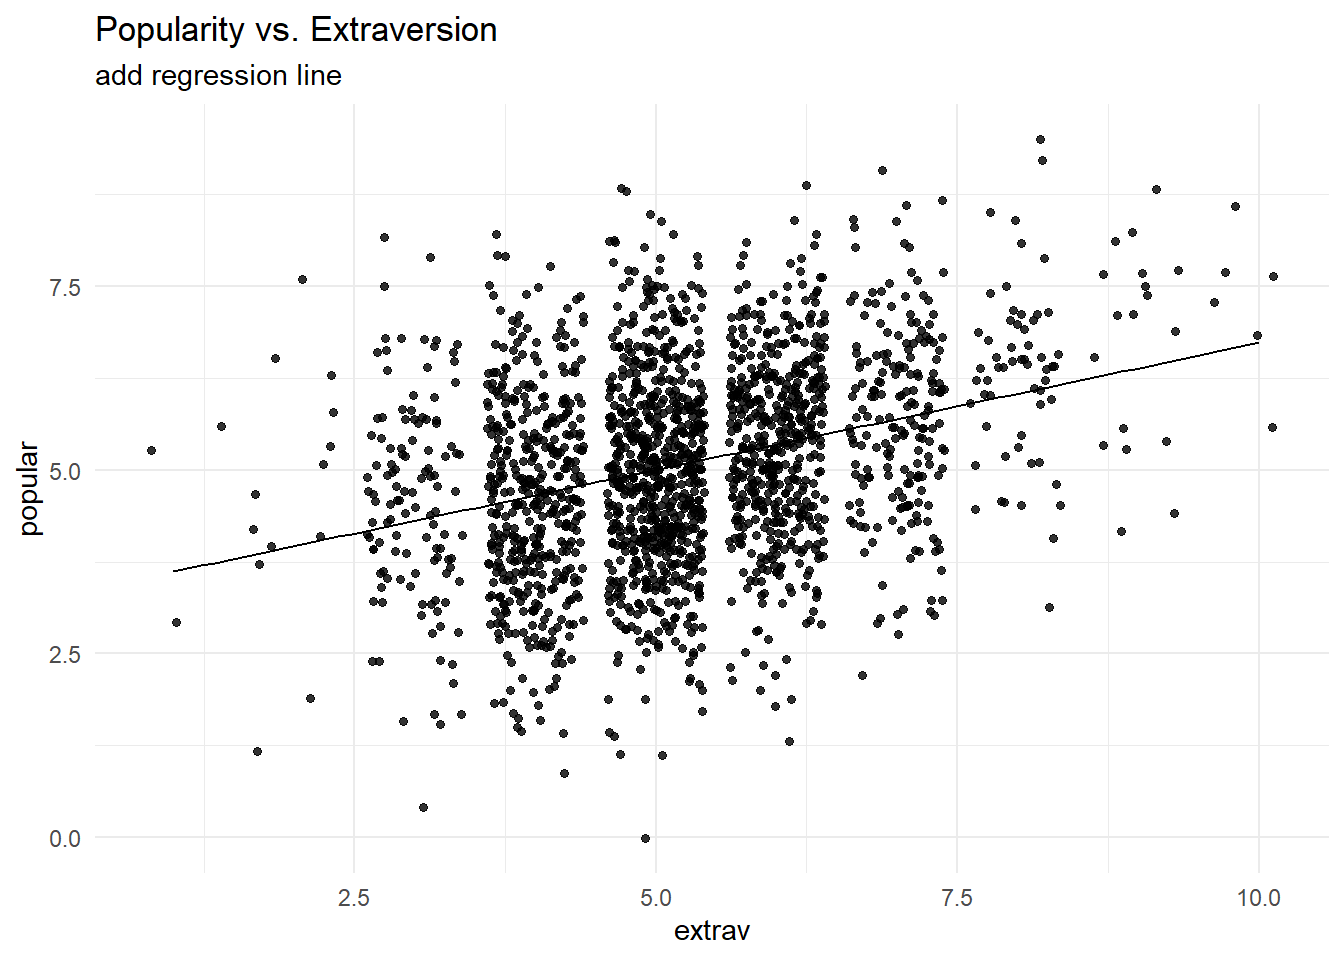 Popularity vs. Extraversion
add regression line
popular
7.5
5.0
2.5
0.0
2.5 5.0 7.5 10.0
extrav